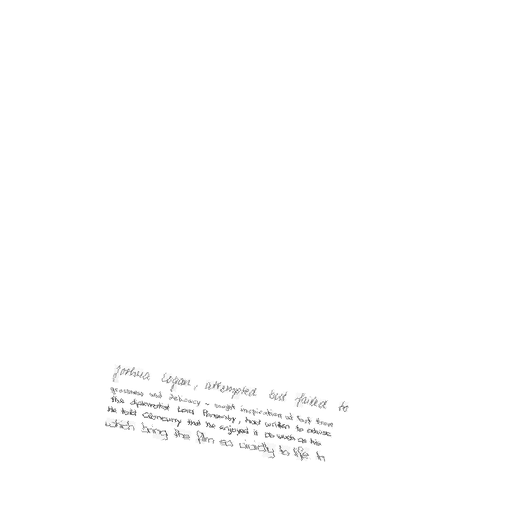 Joshua Logan, attempted but failed to
grossness and delicacy - sought inspiration at first from
The diplomatist Lord Ponsonby, had written to advise
He told Gemcurry that he enjoyed it as much as his
which bring the film so vividly to life in